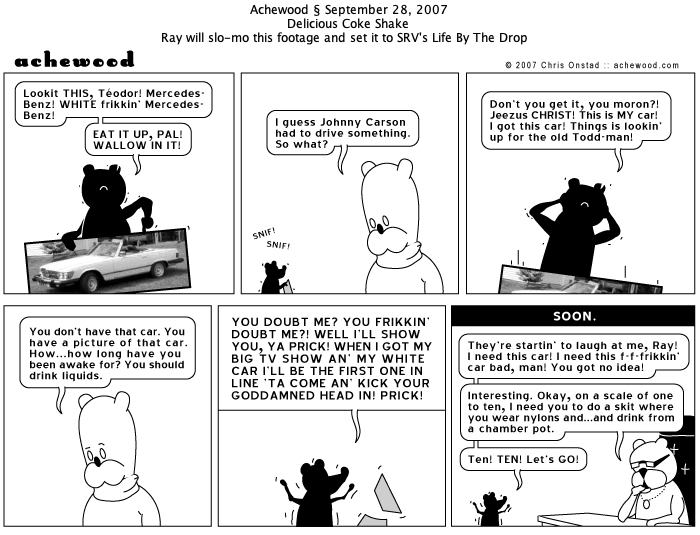 Achewood § September 28, 2007
Delicious Coke Shake
Ray will slo-mo this footage and set it to SRV's Life By The Drop
achewood
© 2007 Chris Onstad :: achewood.com
Lookit THIS, Téodor! Mercedes-
Benz! WHITE frikkin' Mercedes-
Benz!
EAT IT UP, PAL!
WALLOW IN IT!
I guess Johnny Carson
had to drive something.
So what?
SNIF!
SNIF!
Don't you get it, you moron?!
Jeezus CHRIST! This is MY car!
I got this car! Things is lookin'
up for the old Todd-man!
You don't have that car. You
have a picture of that car.
How...how long have you
been awake for? You should
drink liquids.
YOU DOUBT ME? YOU FRIKKIN'
DOUBT ME?! WELL I'LL SHOW
YOU, YA PRICK! WHEN I GOT MY
BIG TV SHOW AN' MY WHITE
CAR I'LL BE THE FIRST ONE IN
LINE 'TA COME AN' KICK YOUR
GODDAMNED HEAD IN! PRICK!
SOON.
They're startin' to laugh at me, Ray!
I need this car! I need this f-f-frikkin'
car bad, man! You got no idea!
Interesting. Okay, on a scale of one
to ten, I need you to do a skit where
you wear nylons and...and drink from
a chamber pot.
Ten! TEN! Let's GO!